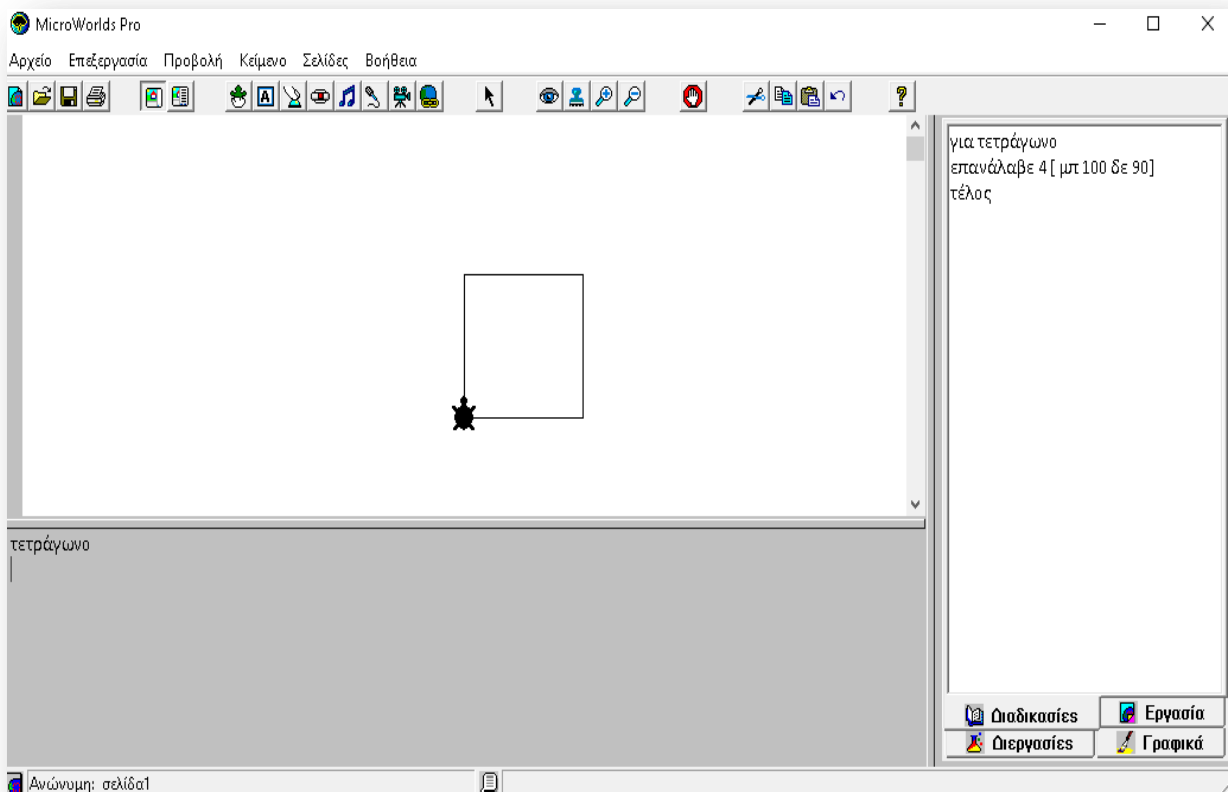 MicroWorlds Pro
Αρχείο Επεξεργασία Προβολή Κείμενο Σελίδες Βοήθεια
A
?
για τετράγωνο
επανάλαβε 4 [ μπ 100 δε 90]
τέλος
τετράγωνο
Διαδικασίες Εργασία
Διεργασίες Γραφικά
Ανώνυμη: σελίδα1